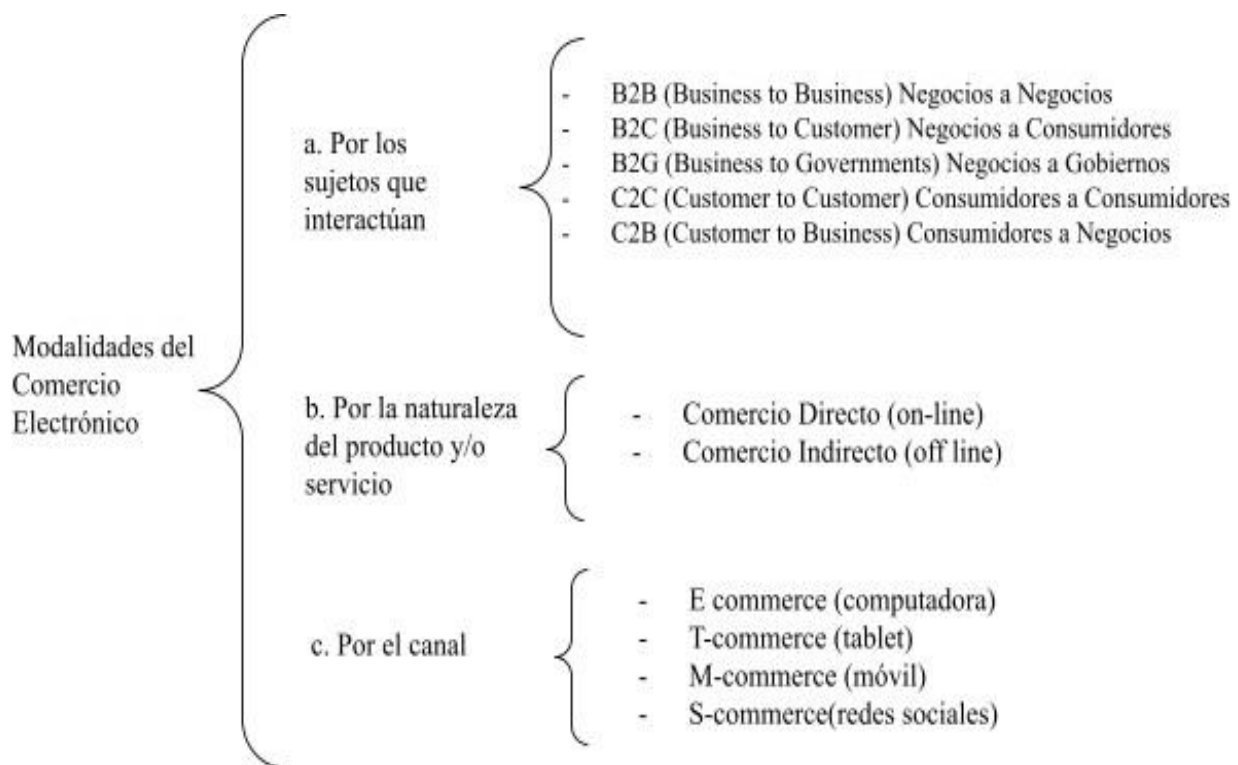 Modalidades del
Comercio
Electrónico
a. Por los
sujetos que
interactúan
- B2B (Business to Business) Negocios a Negocios
- B2C (Business to Customer) Negocios a Consumidores
- B2G (Business to Governments) Negocios a Gobiernos
- C2C (Customer to Customer) Consumidores a Consumidores
- C2B (Customer to Business) Consumidores a Negocios
b. Por la naturaleza
del producto y/o
servicio
- Comercio Directo (on-line)
- Comercio Indirecto (off line)
c. Por el canal
- E commerce (computadora)
- T-commerce (tablet)
- M-commerce (móvil)
- S-commerce(redes sociales)